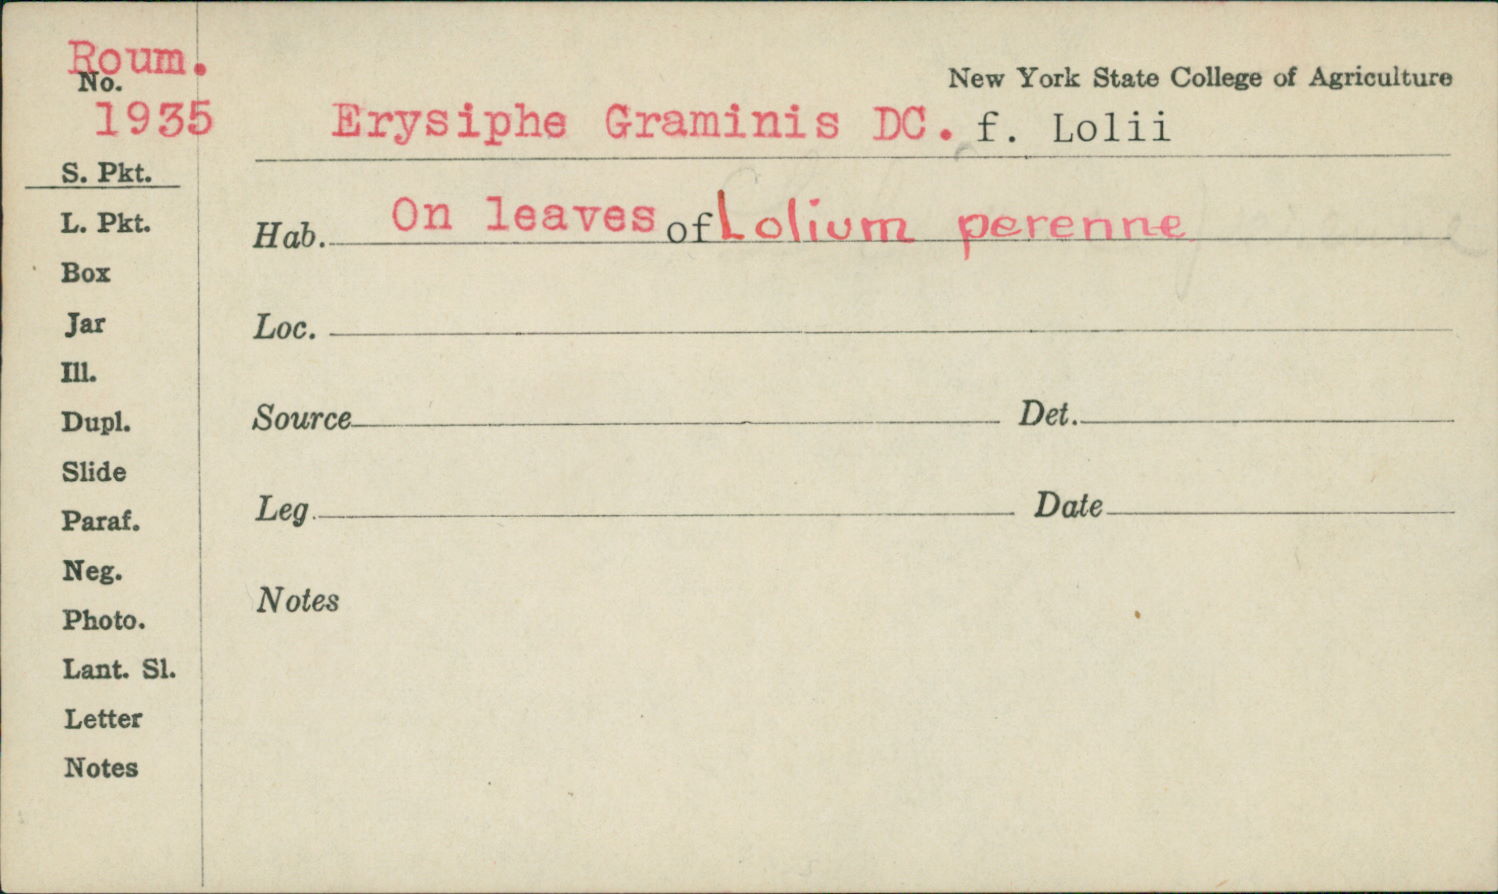 Roum.
No.
1935
New York State College of Agriculture
Erysiphe Graminis DC. f. Lolii
S. Pkt.
L. Pkt.
Hab. On leaves of Lolium perenne
Box
Jar
Loc.
Ill.
Dupl.
Source Det.
Slide
Paraf.
Leg Date
Neg.
Photo.
Notes
Lant. Sl.
Letter
Notes